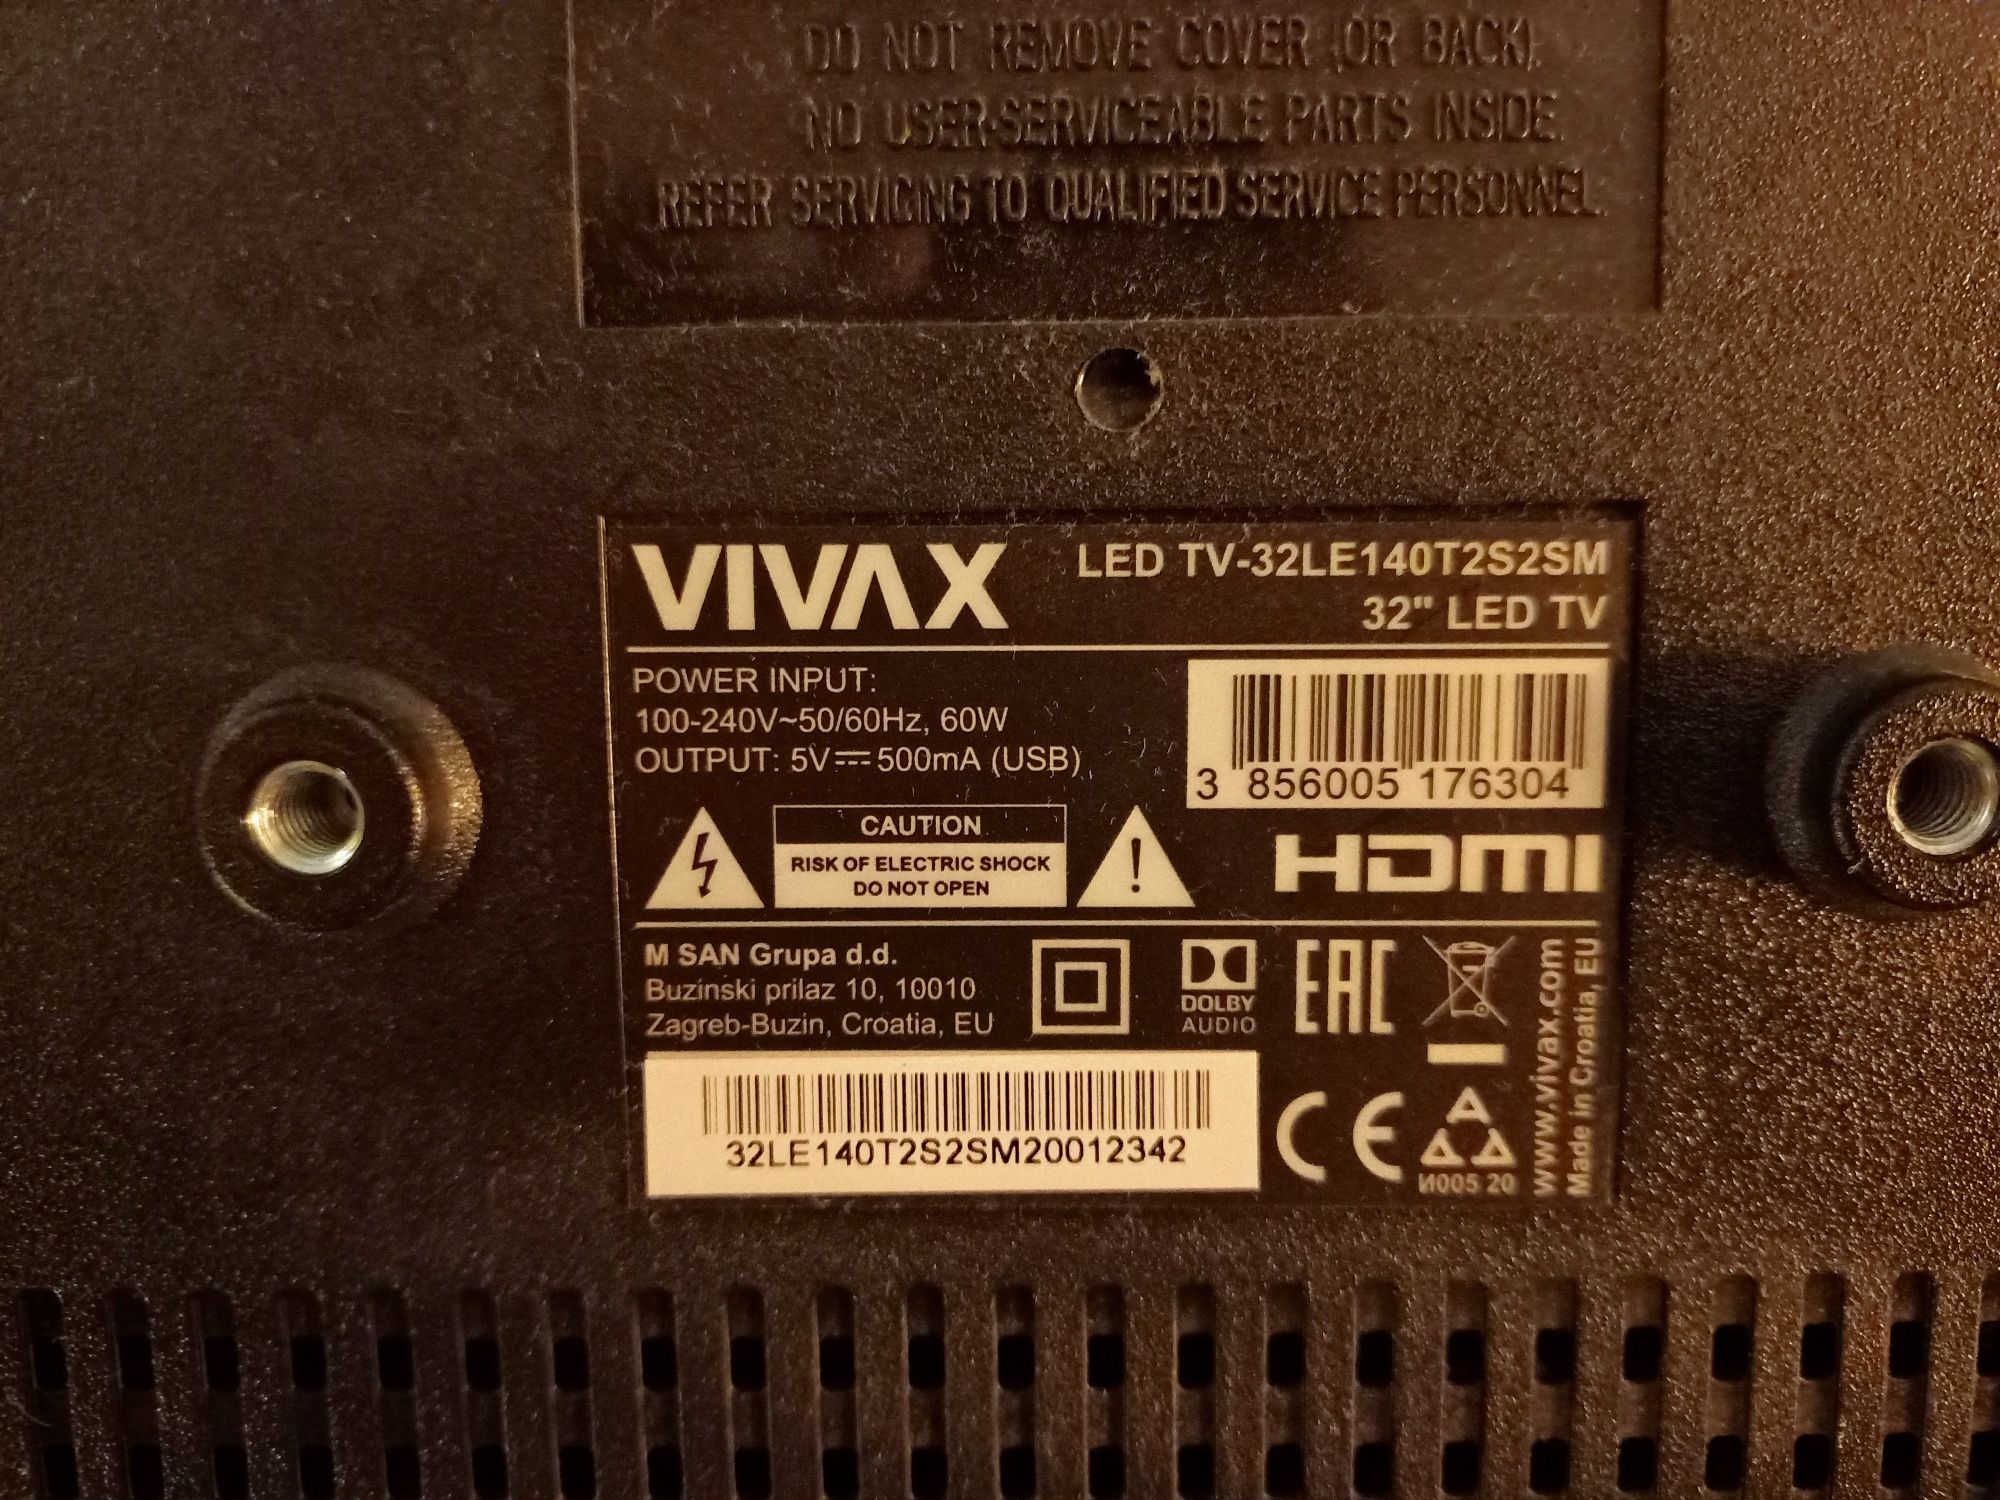 DO NOT REMOVE COVER (OR BACK).
NO USER-SERVICEABLE PARTS INSIDE.
REFER SERVICING TO QUALIFIED SERVICE PERSONNEL.
VIVAX
LED TV-32LE140T2S2SM
32" LED TV
POWER INPUT:
100-240V~50/60Hz, 60W
OUTPUT: 5V⎓500mA (USB)
3 856005 176304
CAUTION
RISK OF ELECTRIC SHOCK
DO NOT OPEN
HDMI
M SAN Grupa d.d.
Buzinski prilaz 10, 10010
Zagreb-Buzin, Croatia, EU
DOLBY
AUDIO
EAC
www.vivax.com
Made in Croatia, EU
32LE140T2S2SM20012342
CE
AAA
И005 20